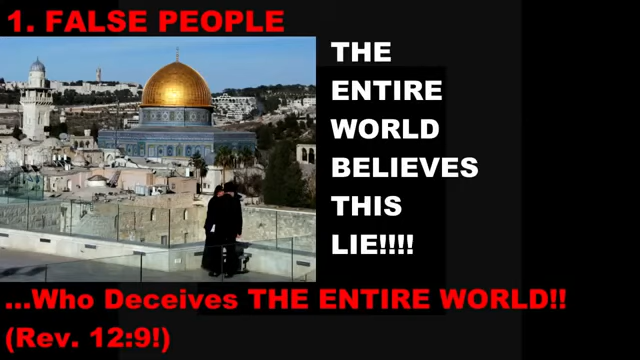 1. FALSE PEOPLE
THE
ENTIRE
WORLD
BELIEVES
THIS
LIE!!!!
...Who Deceives THE ENTIRE WORLD!!
(Rev. 12:9!)